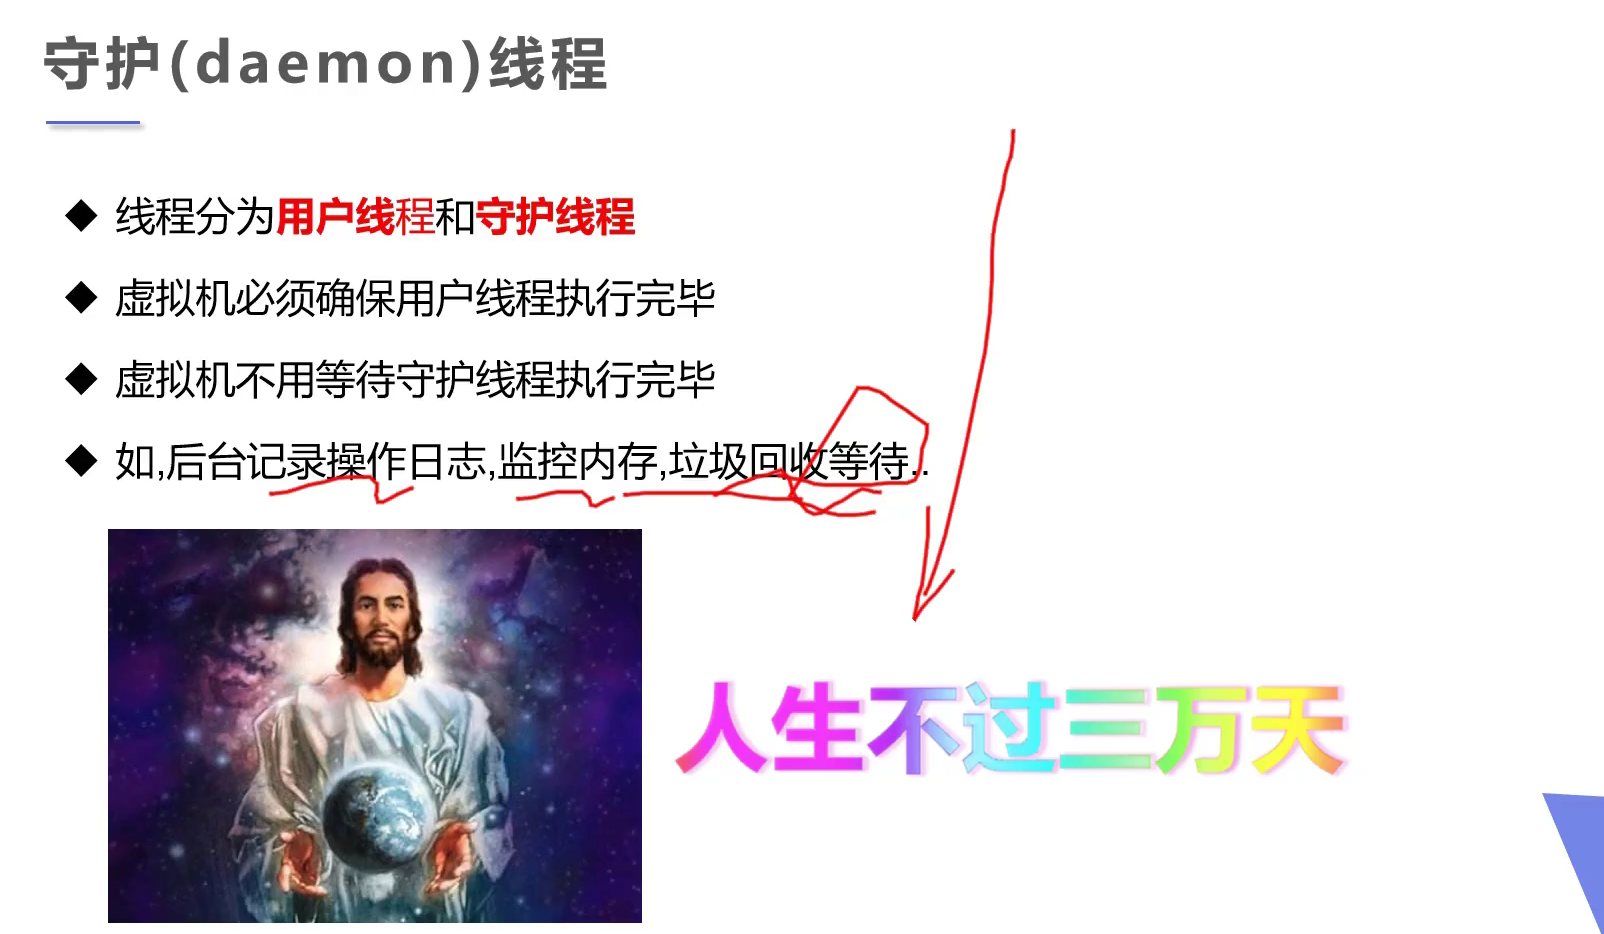 守护(daemon)线程
线程分为用户线程和守护线程
虚拟机必须确保用户线程执行完毕
虚拟机不用等待守护线程执行完毕
如,后台记录操作日志,监控内存,垃圾回收等待..
人生不过三万天